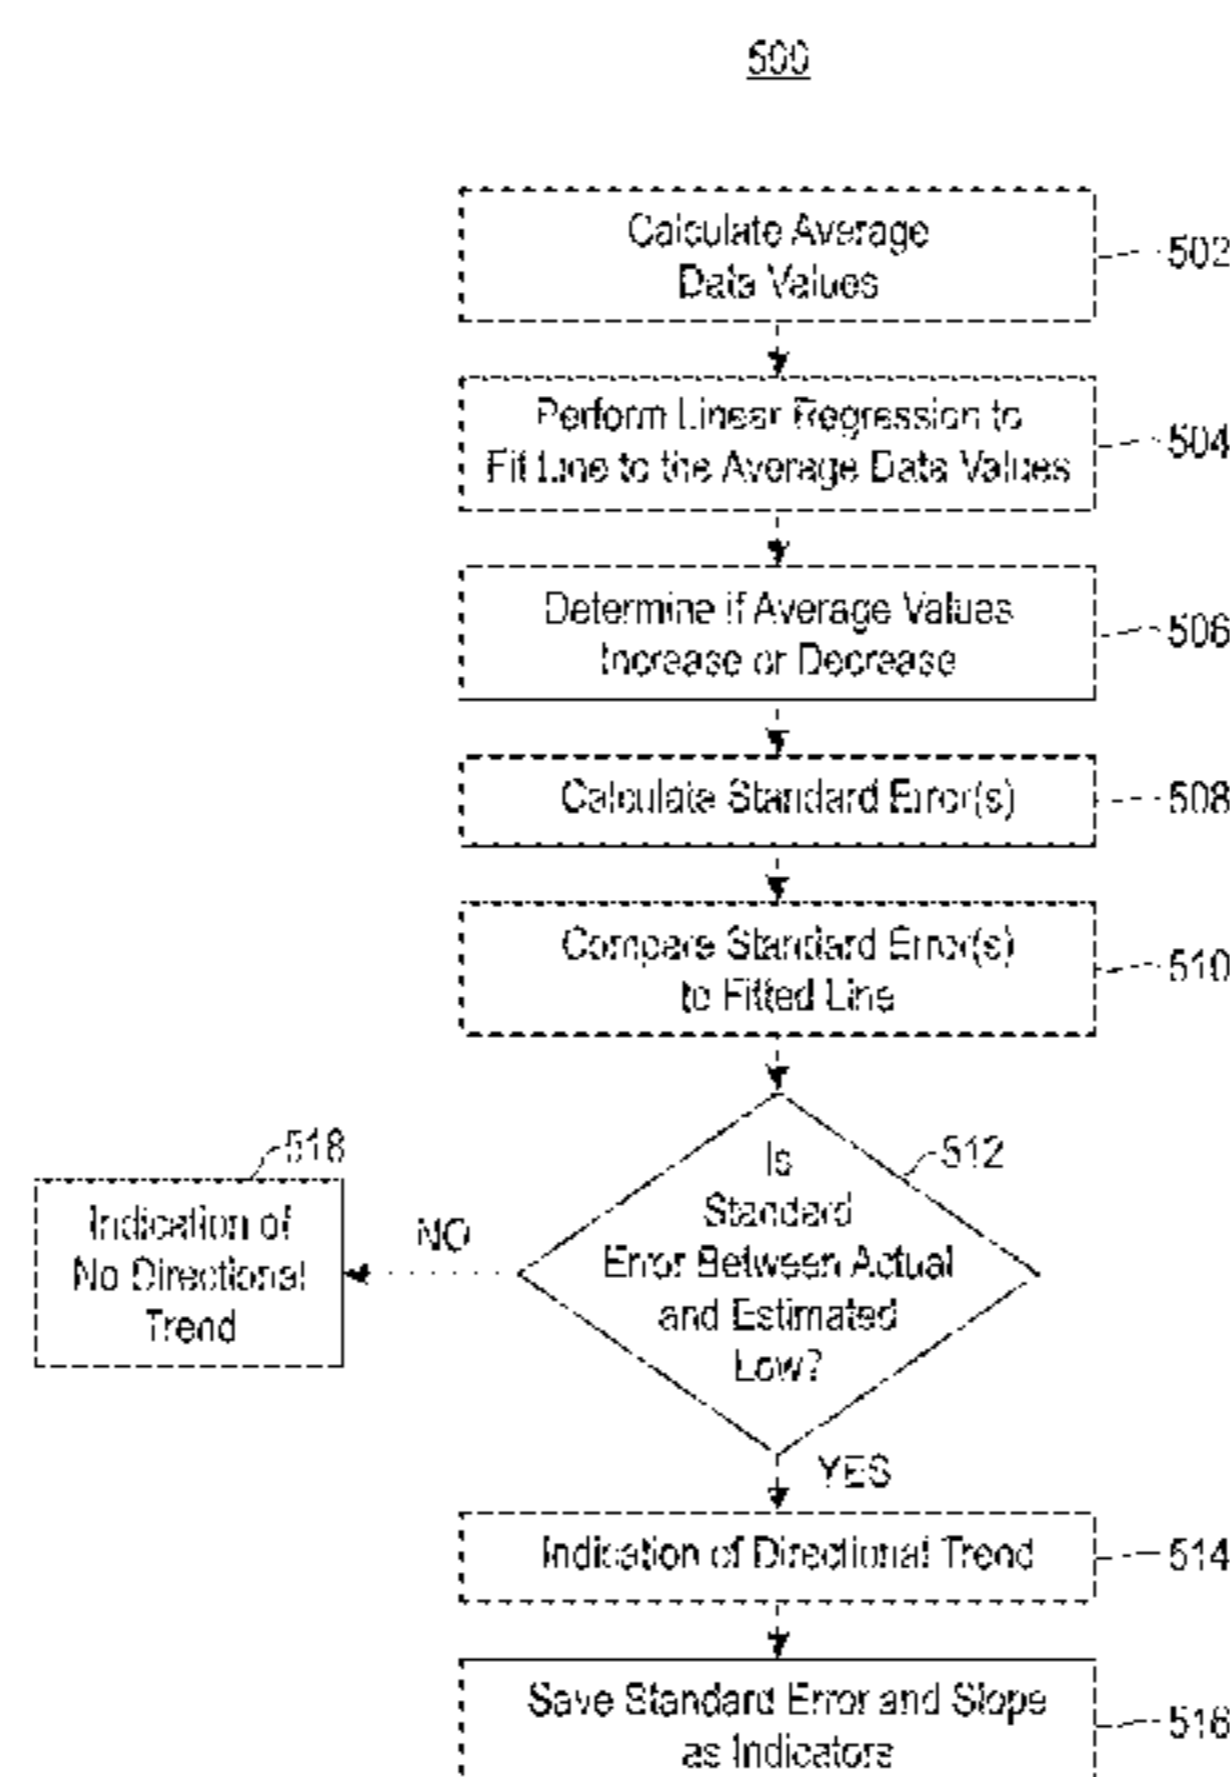 500
Calculate Average
Data Values
502
Perform Linear Regression to
Fit Line to the Average Data Values
504
Determine if Average Values
Increase or Decrease
506
Calculate Standard Error(s)
508
Compare Standard Error(s)
to Fitted Line
510
Is
Standard
Error Between Actual
and Estimated
Low?
512
NO
518
Indication of
No Directional
Trend
YES
Indication of Directional Trend
514
Save Standard Error and Slope
as Indicators
516